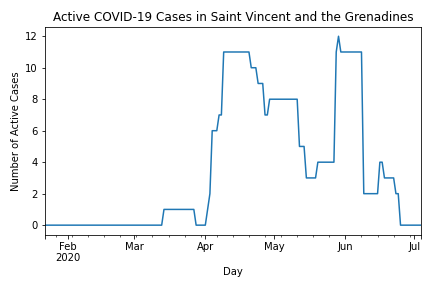 Active COVID-19 Cases in Saint Vincent and the Grenadines
12
10
8
6
4
2
0
Number of Active Cases
Feb Mar Apr May Jun Jul
2020
Day